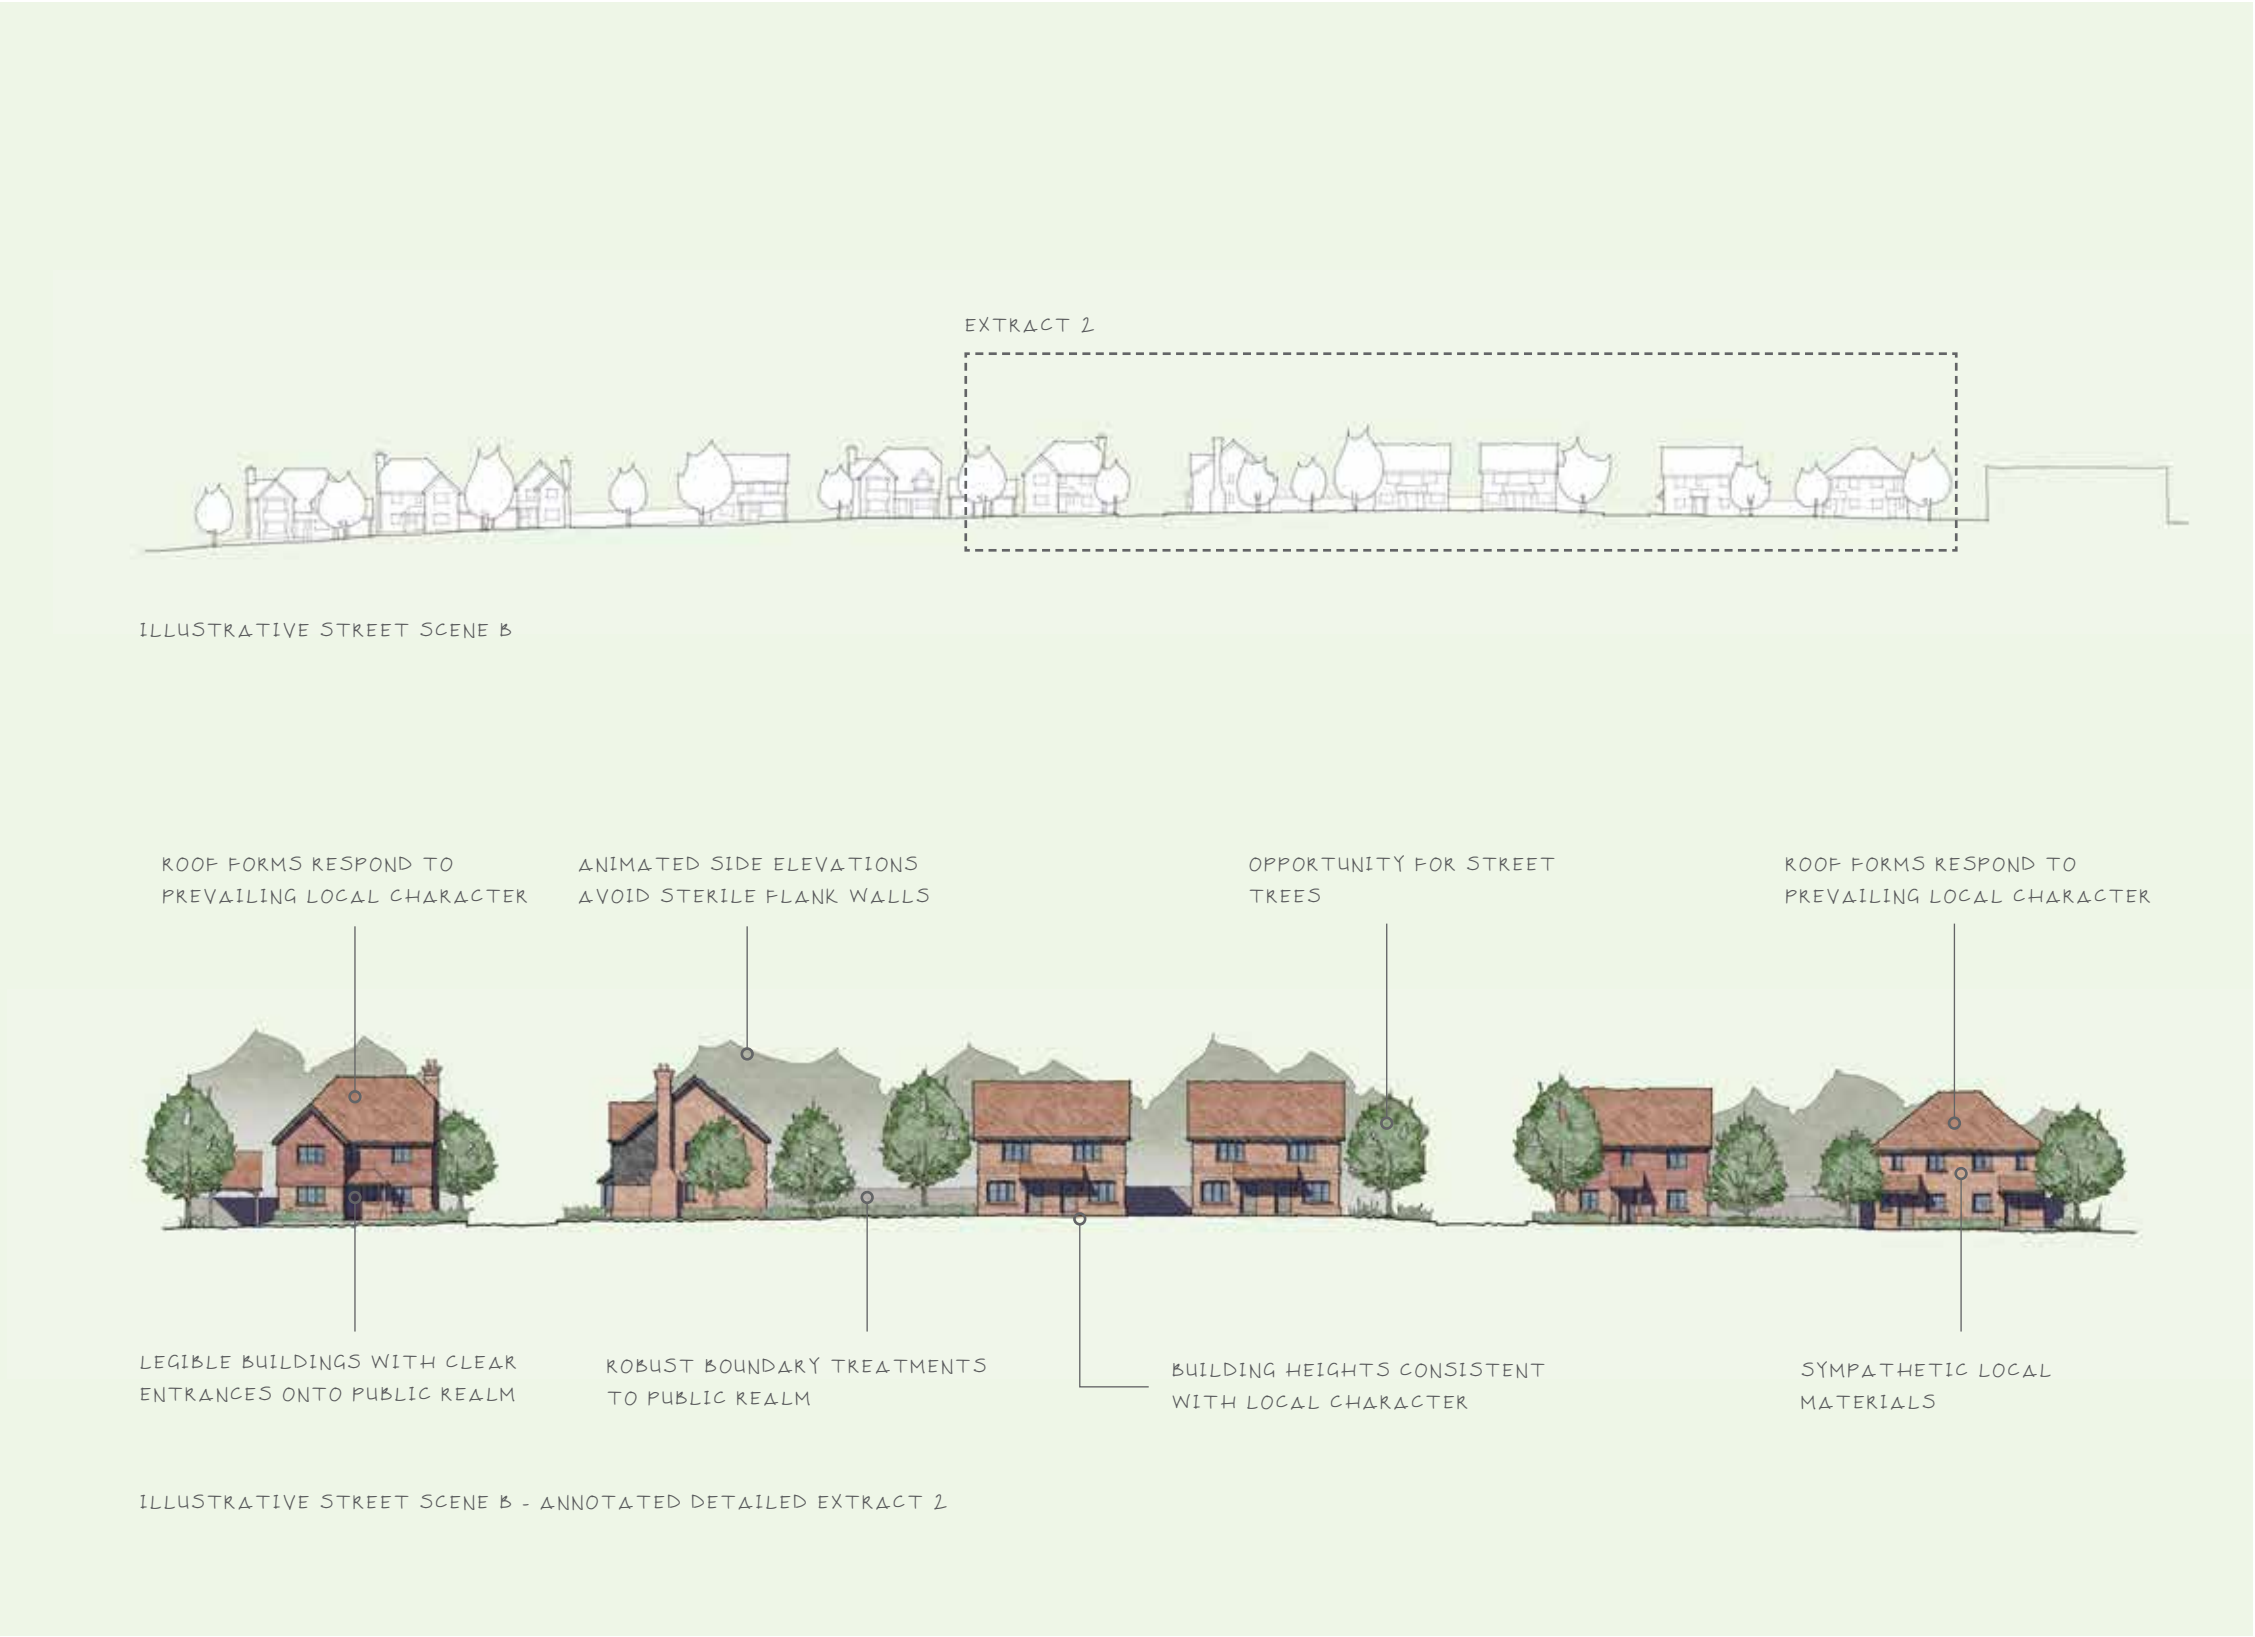 EXTRACT 2
ILLUSTRATIVE STREET SCENE B
ROOF FORMS RESPOND TO
PREVAILING LOCAL CHARACTER
ANIMATED SIDE ELEVATIONS
AVOID STERILE FLANK WALLS
OPPORTUNITY FOR STREET
TREES
ROOF FORMS RESPOND TO
PREVAILING LOCAL CHARACTER
LEGIBLE BUILDINGS WITH CLEAR
ENTRANCES ONTO PUBLIC REALM
ROBUST BOUNDARY TREATMENTS
TO PUBLIC REALM
BUILDING HEIGHTS CONSISTENT
WITH LOCAL CHARACTER
SYMPATHETIC LOCAL
MATERIALS
ILLUSTRATIVE STREET SCENE B - ANNOTATED DETAILED EXTRACT 2